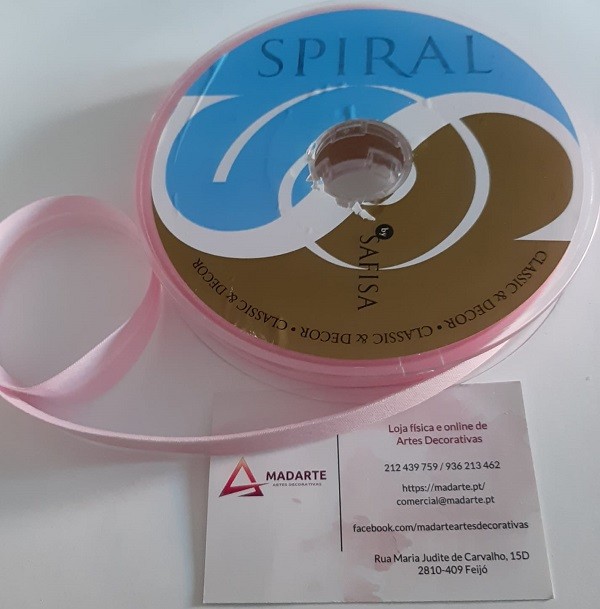 SPIRAL
by SAFISA
CLASSIC & DECOR • CLASSIC & DECOR • CLASSIC & DECOR
MADARTE
ARTES DECORATIVAS
Loja física e online de
Artes Decorativas
212 439 759 / 936 213 462
https://madarte.pt/
comercial@madarte.pt
facebook.com/madarteartesdecorativas
Rua Maria Judite de Carvalho, 15D
2810-409 Feijó